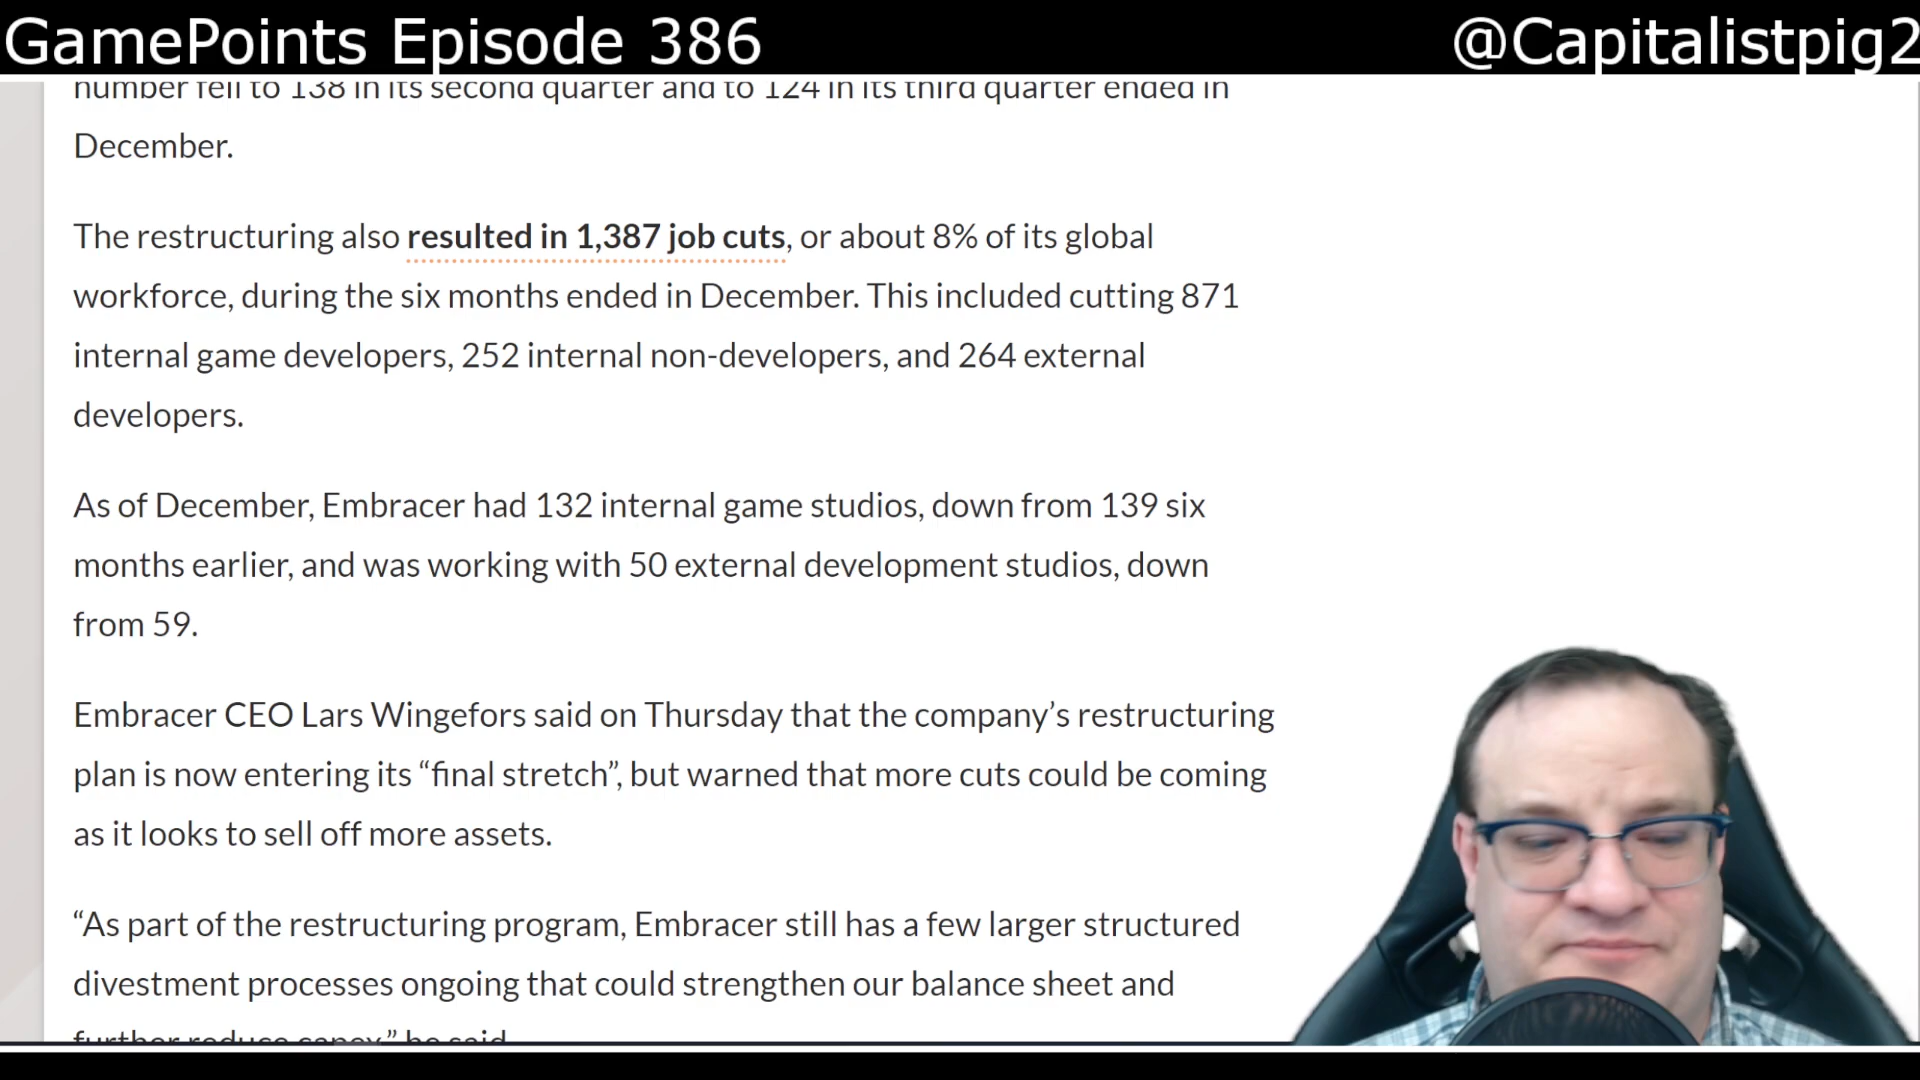 GamePoints Episode 386
@Capitalistpig2
number fell to 138 in its second quarter and to 124 in its third quarter ended in
December.
The restructuring also resulted in 1,387 job cuts, or about 8% of its global
workforce, during the six months ended in December. This included cutting 871
internal game developers, 252 internal non-developers, and 264 external
developers.
As of December, Embracer had 132 internal game studios, down from 139 six
months earlier, and was working with 50 external development studios, down
from 59.
Embracer CEO Lars Wingefors said on Thursday that the company’s restructuring
plan is now entering its “final stretch”, but warned that more cuts could be coming
as it looks to sell off more assets.
“As part of the restructuring program, Embracer still has a few larger structured
divestment processes ongoing that could strengthen our balance sheet and
further reduce capex,” he said